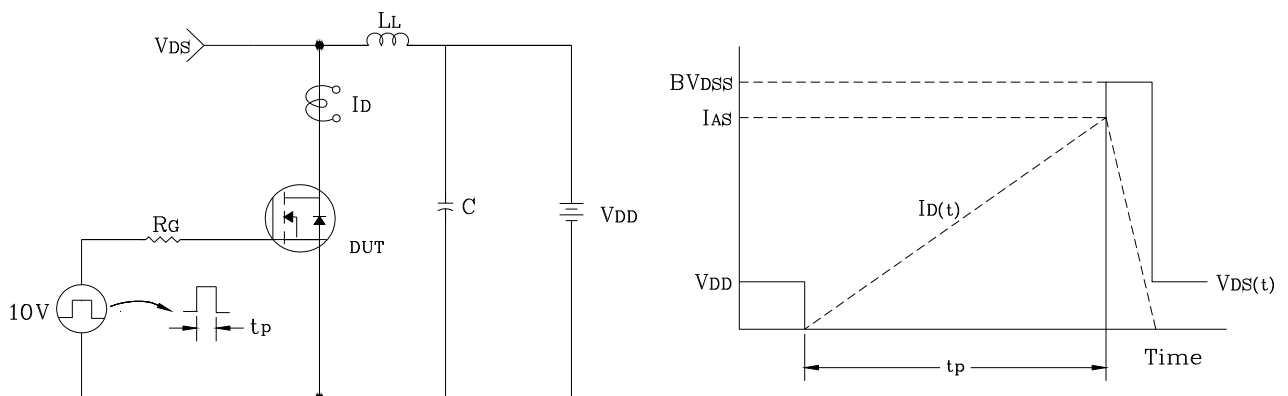 VDS
LL
ID
RG
DUT
C
VDD
10V
tp
BVDSS
IAS
ID(t)
VDD
VDS(t)
tp
Time